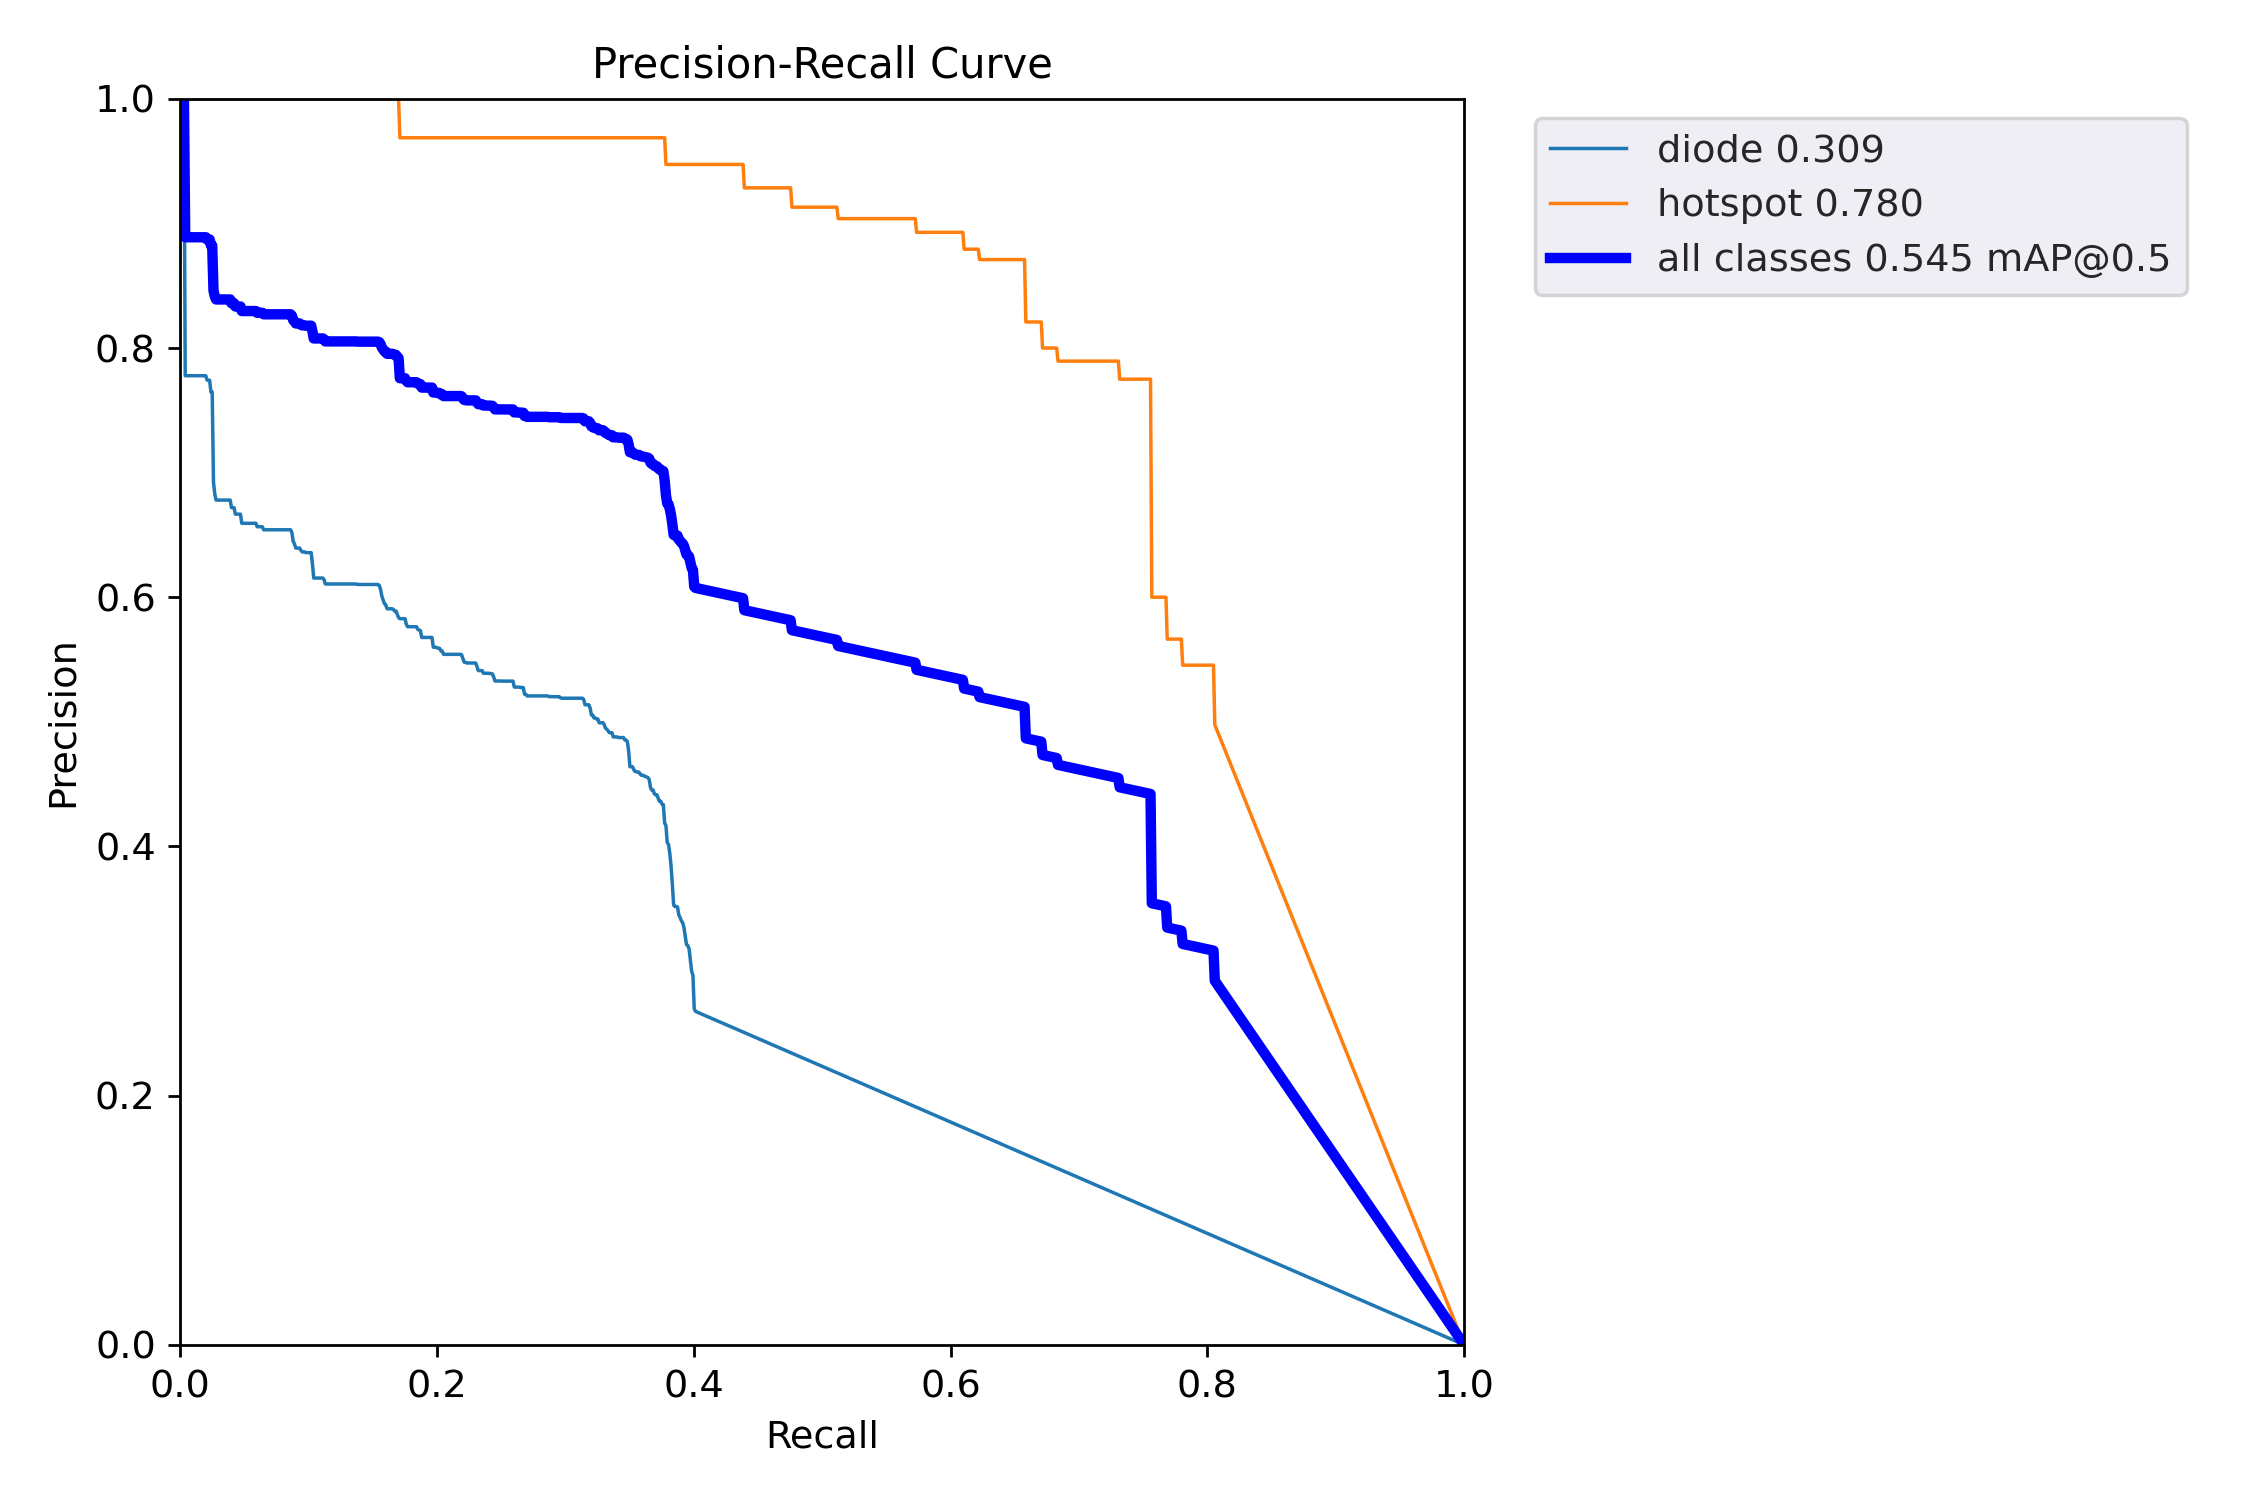 Precision-Recall Curve
1.0
0.8
0.6
0.4
0.2
0.0
Precision
0.0 0.2 0.4 0.6 0.8 1.0
Recall
diode 0.309
hotspot 0.780
all classes 0.545 mAP@0.5